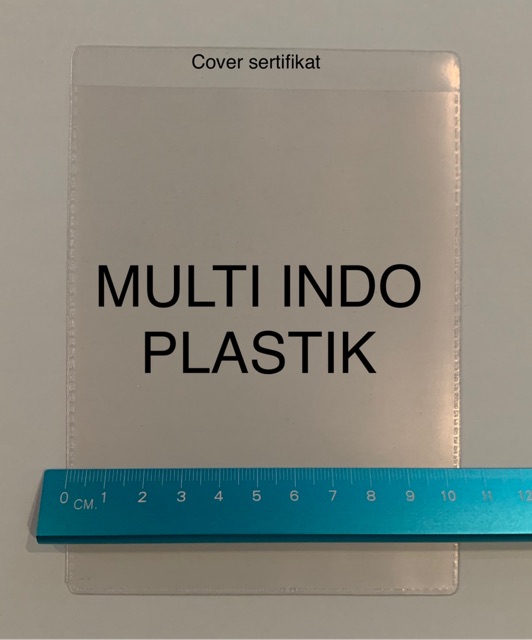 Cover sertifikat
MULTI INDO
PLASTIK
0 CM. 1 2 3 4 5 6 7 8 9 10 11 12